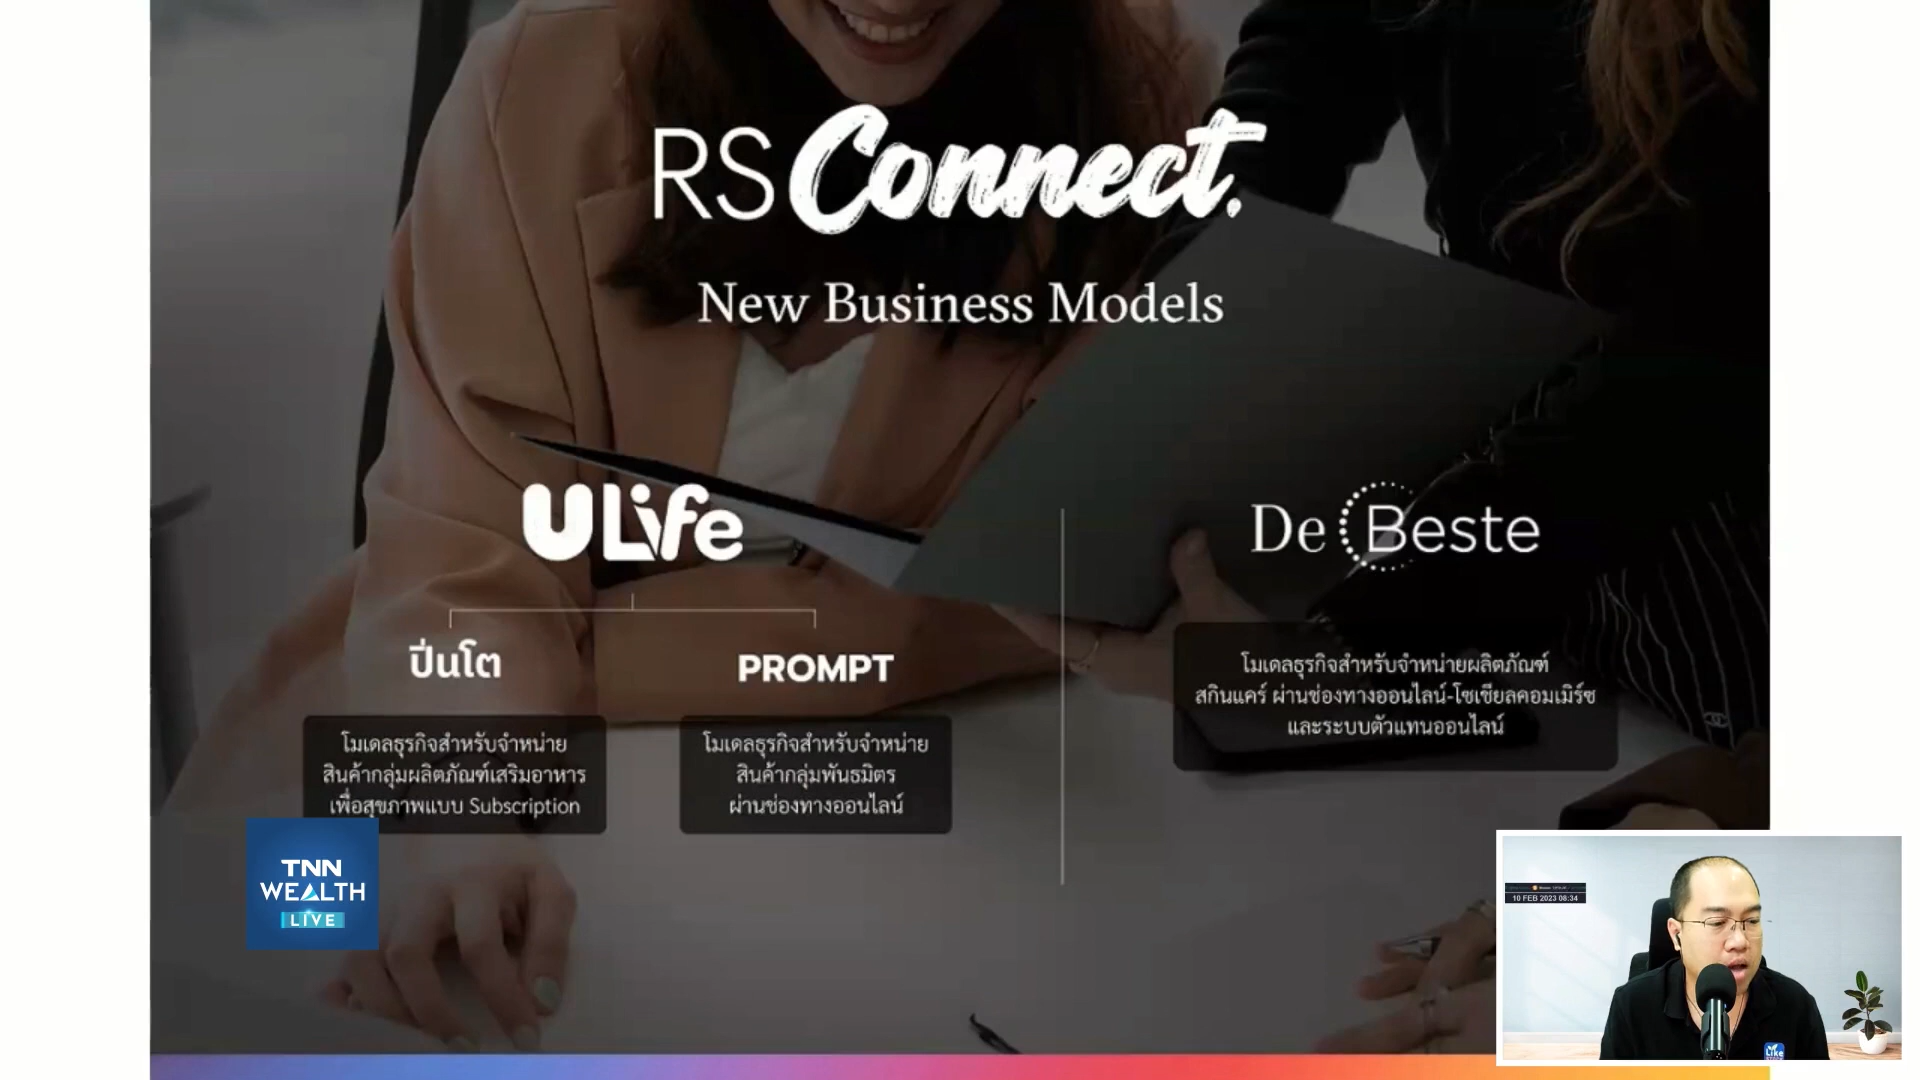 RS Connect.
New Business Models
ULife
ปิ่นโต
PROMPT
โมเดลธุรกิจสำหรับจำหน่าย
สินค้ากลุ่มผลิตภัณฑ์เสริมอาหาร
เพื่อสุขภาพแบบ Subscription
โมเดลธุรกิจสำหรับจำหน่าย
สินค้ากลุ่มพันธมิตร
ผ่านช่องทางออนไลน์
De Beste
โมเดลธุรกิจสำหรับจำหน่ายผลิตภัณฑ์
สกินแคร์ ผ่านช่องทางออนไลน์-โซเชียลคอมเมิร์ซ
และระบบตัวแทนออนไลน์
TNN
WEALTH
LIVE
10 FEB 2023 08:34
Like